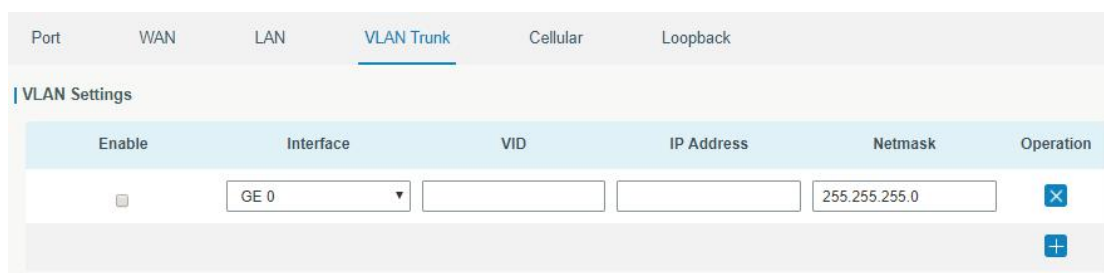 Port WAN LAN VLAN Trunk Cellular Loopback
VLAN Settings
Enable Interface VID IP Address Netmask Operation
GE 0 255.255.255.0